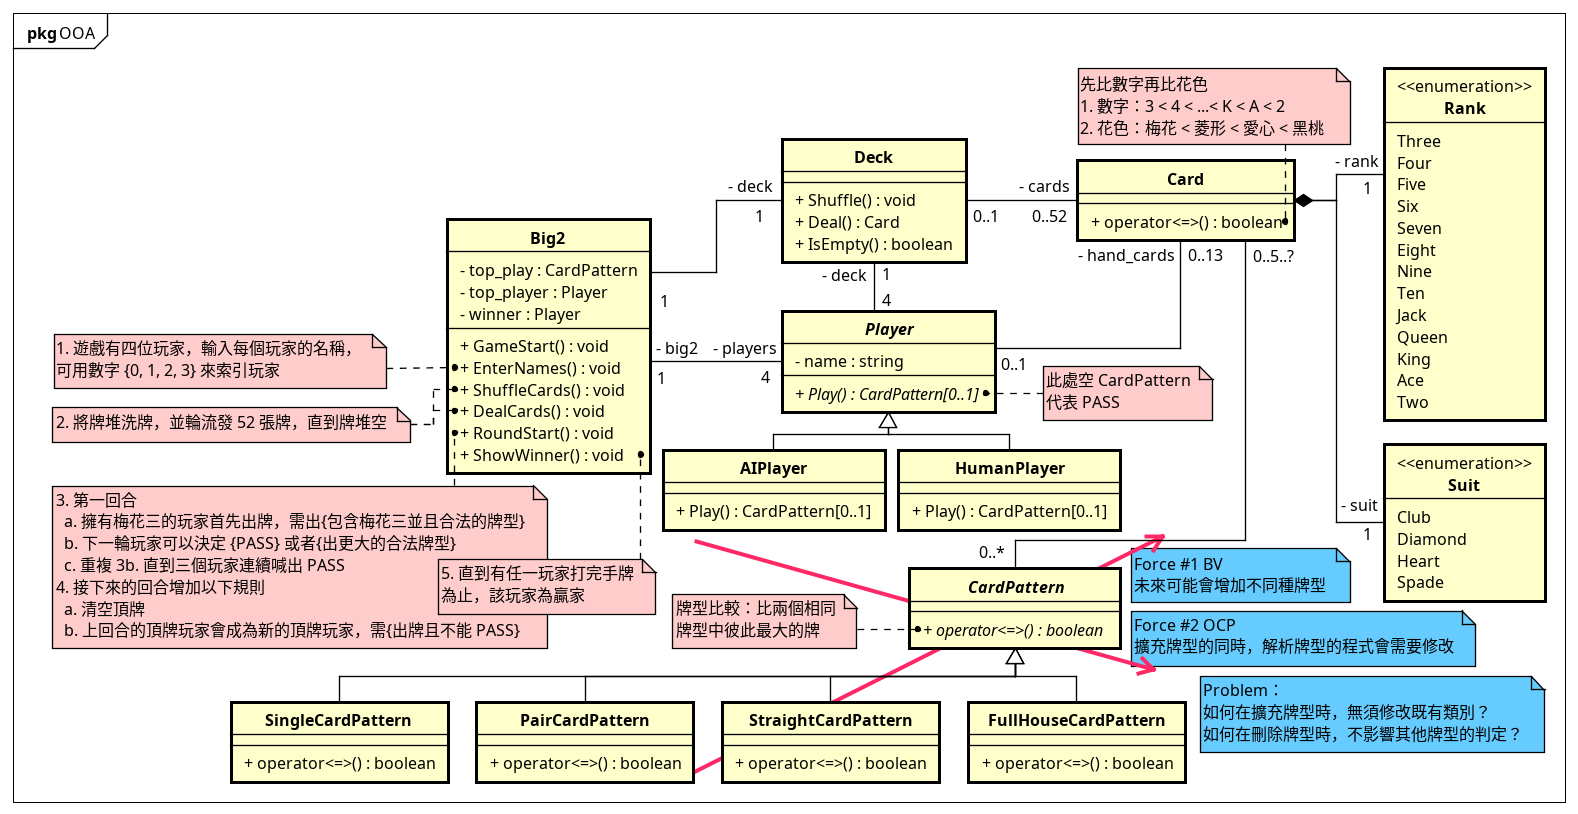 pkg OOA
先比數字再比花色
1. 數字：3 < 4 < ...< K < A < 2
2. 花色：梅花 < 菱形 < 愛心 < 黑桃
<<enumeration>>
Rank
Three
Four
Five
Six
Seven
Eight
Nine
Ten
Jack
Queen
King
Ace
Two
Deck
+ Shuffle() : void
+ Deal() : Card
+ IsEmpty() : boolean
- deck
1
- cards
0..1
0..52
Card
+ operator<=>() : boolean
- rank
1
Big2
- top_play : CardPattern
- top_player : Player
- winner : Player
+ GameStart() : void
+ EnterNames() : void
+ ShuffleCards() : void
+ DealCards() : void
+ RoundStart() : void
+ ShowWinner() : void
1
- deck
1
4
- hand_cards
0..13
0..5..?
Player
- name : string
+ Play() : CardPattern[0..1]
- big2
- players
1
4
0..1
1. 遊戲有四位玩家，輸入每個玩家的名稱，
可用數字 {0, 1, 2, 3} 來索引玩家
2. 將牌堆洗牌，並輪流發 52 張牌，直到牌堆空
此處空 CardPattern
代表 PASS
AIPlayer
+ Play() : CardPattern[0..1]
HumanPlayer
+ Play() : CardPattern[0..1]
<<enumeration>>
Suit
Club
Diamond
Heart
Spade
- suit
1
3. 第一回合
a. 擁有梅花三的玩家首先出牌，需出{包含梅花三並且合法的牌型}
b. 下一輪玩家可以決定 {PASS} 或者{出更大的合法牌型}
c. 重複 3b. 直到三個玩家連續喊出 PASS
4. 接下來的回合增加以下規則
a. 清空頂牌
b. 上回合的頂牌玩家會成為新的頂牌玩家，需{出牌且不能 PASS}
5. 直到有任一玩家打完手牌
為止，該玩家為贏家
0..*
CardPattern
+ operator<=>() : boolean
牌型比較：比兩個相同
牌型中彼此最大的牌
Force #1 BV
未來可能會增加不同種牌型
Force #2 OCP
擴充牌型的同時，解析牌型的程式會需要修改
Problem：
如何在擴充牌型時，無須修改既有類別？
如何在刪除牌型時，不影響其他牌型的判定？
SingleCardPattern
+ operator<=>() : boolean
PairCardPattern
+ operator<=>() : boolean
StraightCardPattern
+ operator<=>() : boolean
FullHouseCardPattern
+ operator<=>() : boolean